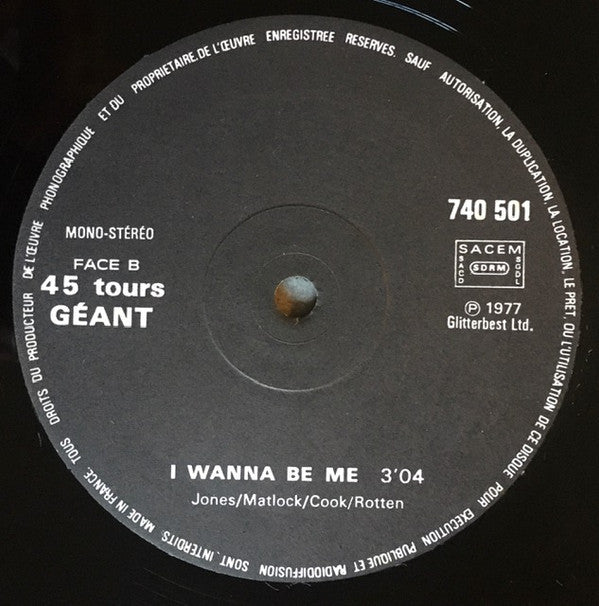 TOUS DROITS DU PRODUCTEUR DE L'ŒUVRE PHONOGRAPHIQUE ET DU PROPRIETAIRE.DE L'ŒUVRE ENREGISTREE RESERVES. SAUF AUTORISATION, LA DUPLICATION, LA LOCATION, LE PRET OU L'UTILISATION DE CE DISQUE POUR EXECUTION PUBLIQUE ET RADIODIFFUSION SONT INTERDITS. MADE IN FRANCE.
740 501
MONO-STÉRÉO
FACE B
45 tours
GÉANT
SACEM
SACD
SDRM
SGDL
℗ 1977
Glitterbest Ltd.
I WANNA BE ME 3'04
Jones/Matlock/Cook/Rotten